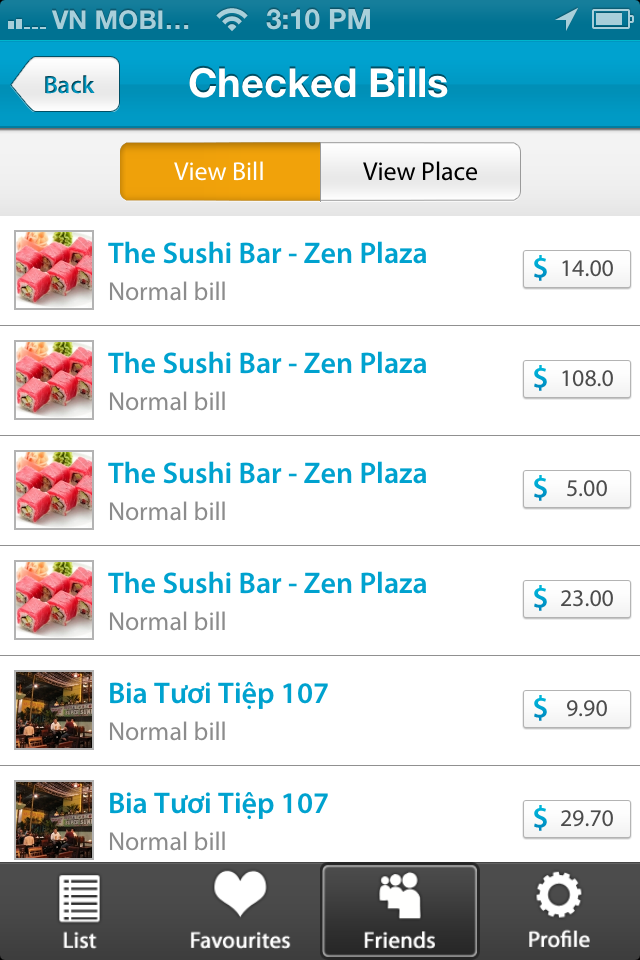 VN MOBI... 3:10 PM
Back Checked Bills
View Bill View Place
The Sushi Bar - Zen Plaza
Normal bill
$ 14.00
The Sushi Bar - Zen Plaza
Normal bill
$ 108.0
The Sushi Bar - Zen Plaza
Normal bill
$ 5.00
The Sushi Bar - Zen Plaza
Normal bill
$ 23.00
Bia Tươi Tiệp 107
Normal bill
$ 9.90
Bia Tươi Tiệp 107
Normal bill
$ 29.70
List Favourites Friends Profile